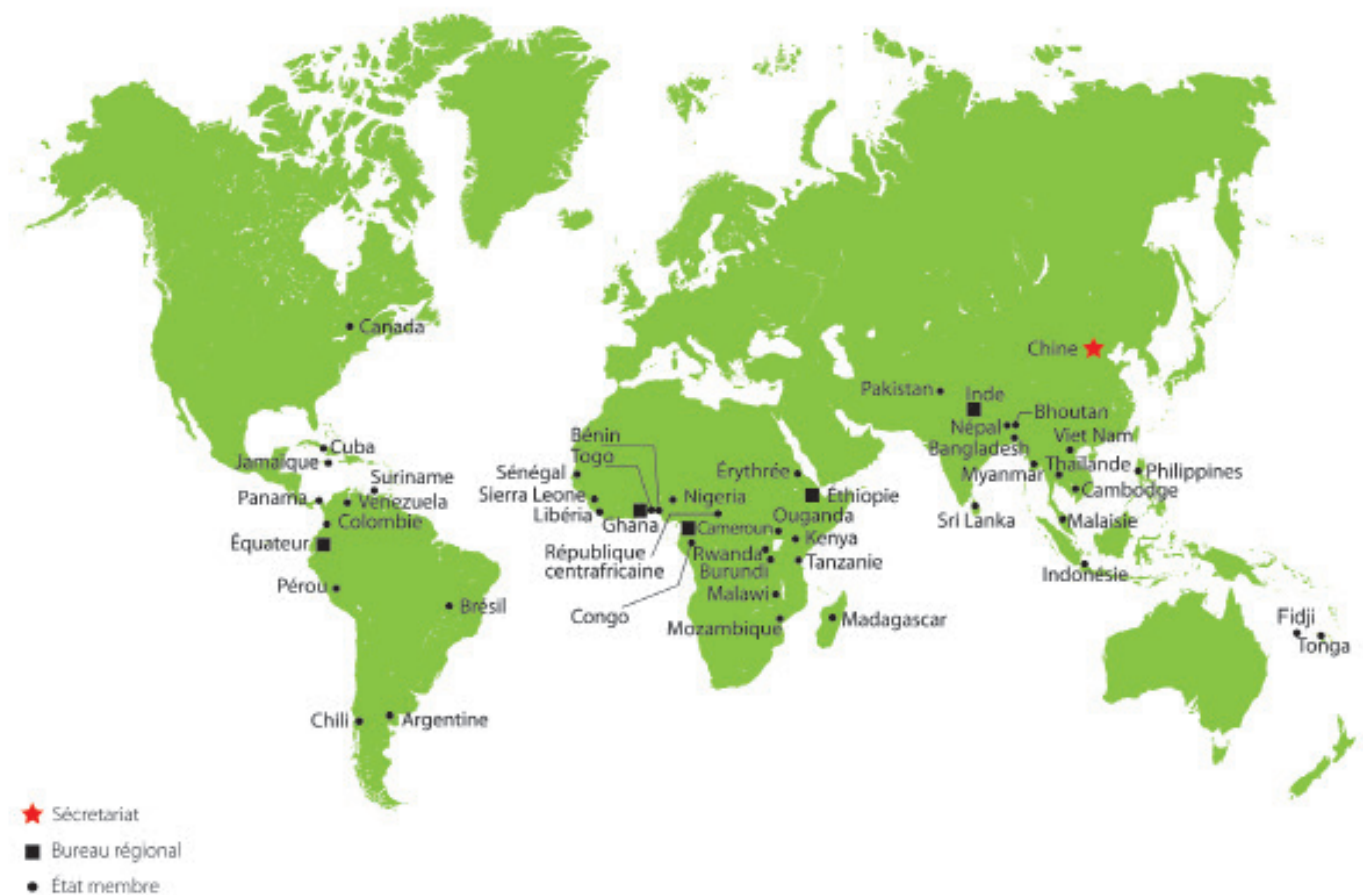 Canada
Chine
Pakistan
Inde
Bhoutan
Népal
Bangladesh
Viet Nam
Myanmar
Thaïlande
Philippines
Cambodge
Sri Lanka
Malaisie
Indonésie
Cuba
Jamaïque
Suriname
Panama
Venezuela
Colombie
Équateur
Pérou
Brésil
Chili
Argentine
Bénin
Togo
Sénégal
Sierra Leone
Libéria
Ghana
Nigeria
Érythrée
Éthiopie
Ouganda
Cameroun
Kenya
République
centrafricaine
Rwanda
Burundi
Tanzanie
Congo
Malawi
Mozambique
Madagascar
Fidji
Tonga
Sécretariat
Bureau régional
État membre